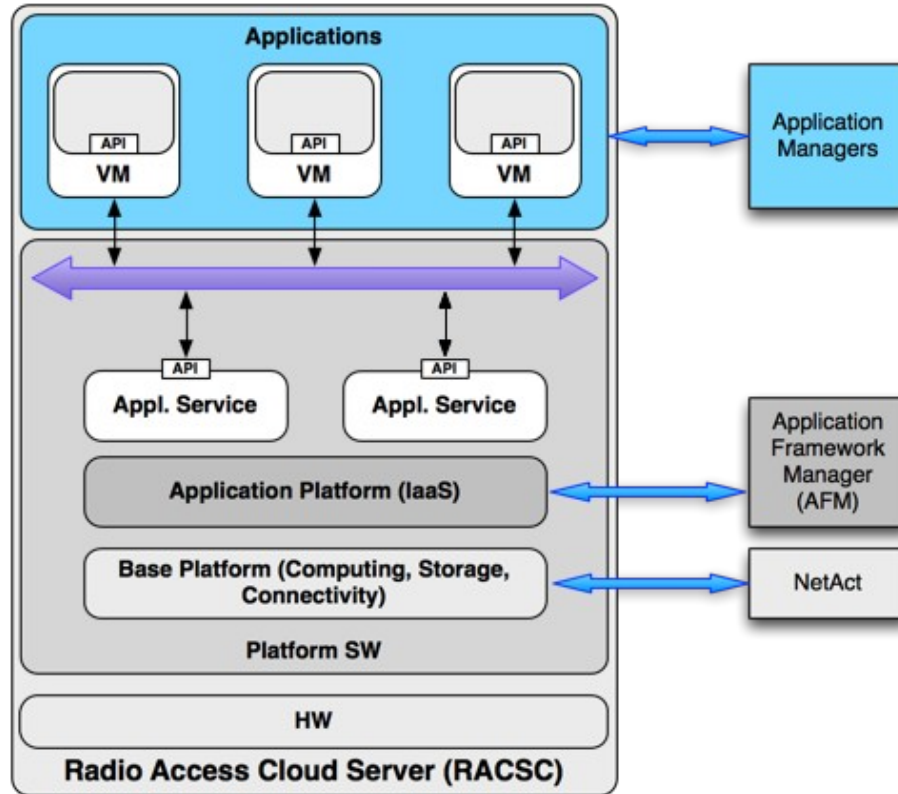 Applications
API
API
API
VM
VM
VM
Application
Managers
API
API
Appl. Service
Appl. Service
Application
Framework
Manager
(AFM)
Application Platform (IaaS)
Base Platform (Computing, Storage,
Connectivity)
NetAct
Platform SW
HW
Radio Access Cloud Server (RACSC)